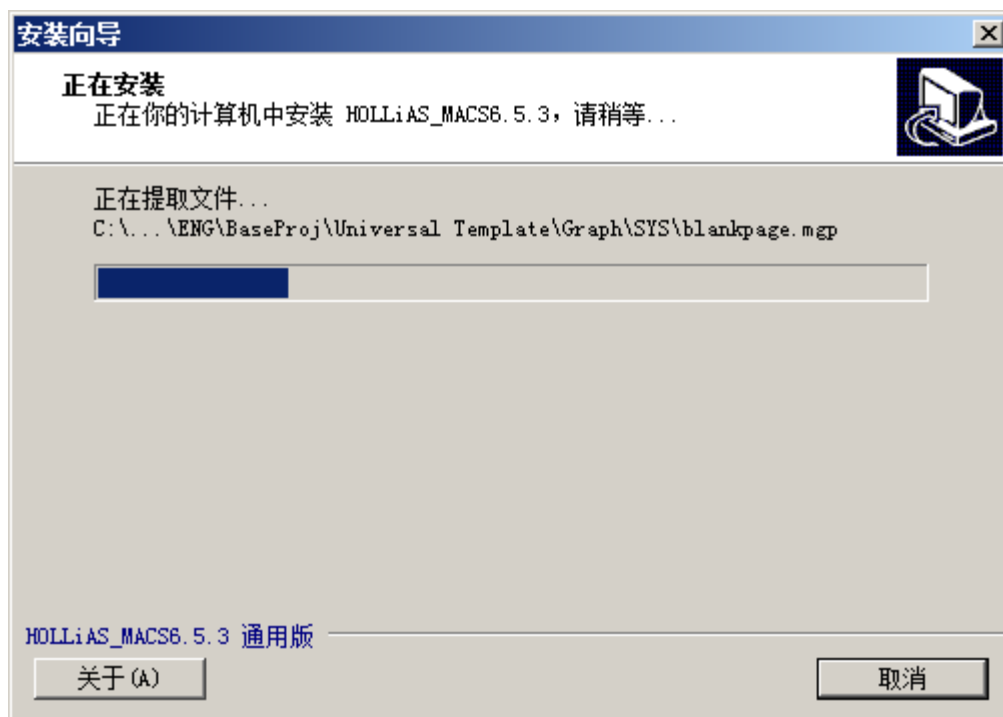 安装向导
正在安装
正在你的计算机中安装 HOLLiAS_MACS6.5.3，请稍等...
正在提取文件...
C:\...\ENG\BaseProj\Universal Template\Graph\SYS\blankpage.mgp
HOLLiAS_MACS6.5.3 通用版
关于(A)
取消